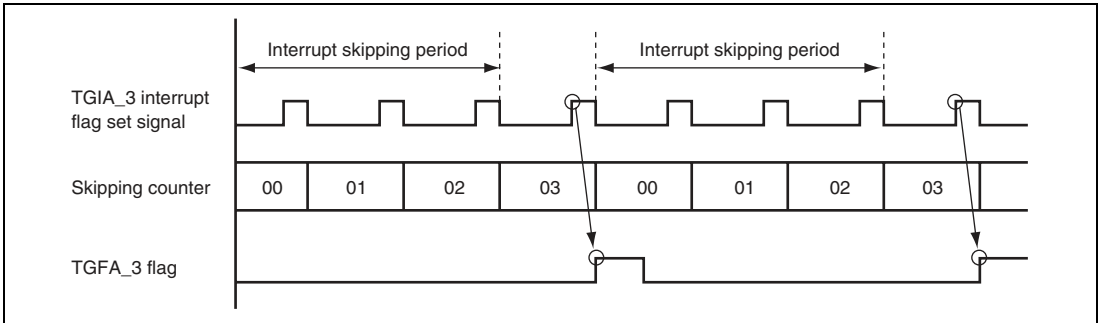 Interrupt skipping period Interrupt skipping period
TGIA_3 interrupt
flag set signal
Skipping counter 00 01 02 03 00 01 02 03
TGFA_3 flag